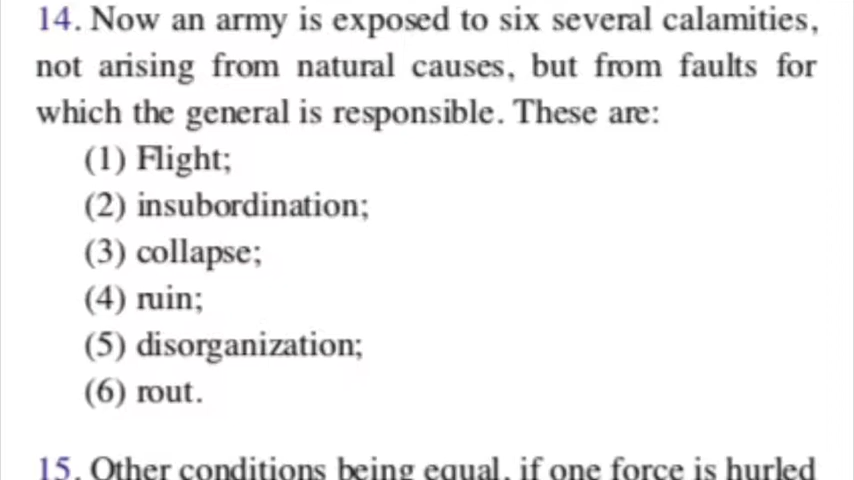 14. Now an army is exposed to six several calamities,
not arising from natural causes, but from faults for
which the general is responsible. These are:
(1) Flight;
(2) insubordination;
(3) collapse;
(4) ruin;
(5) disorganization;
(6) rout.
15. Other conditions being equal, if one force is hurled